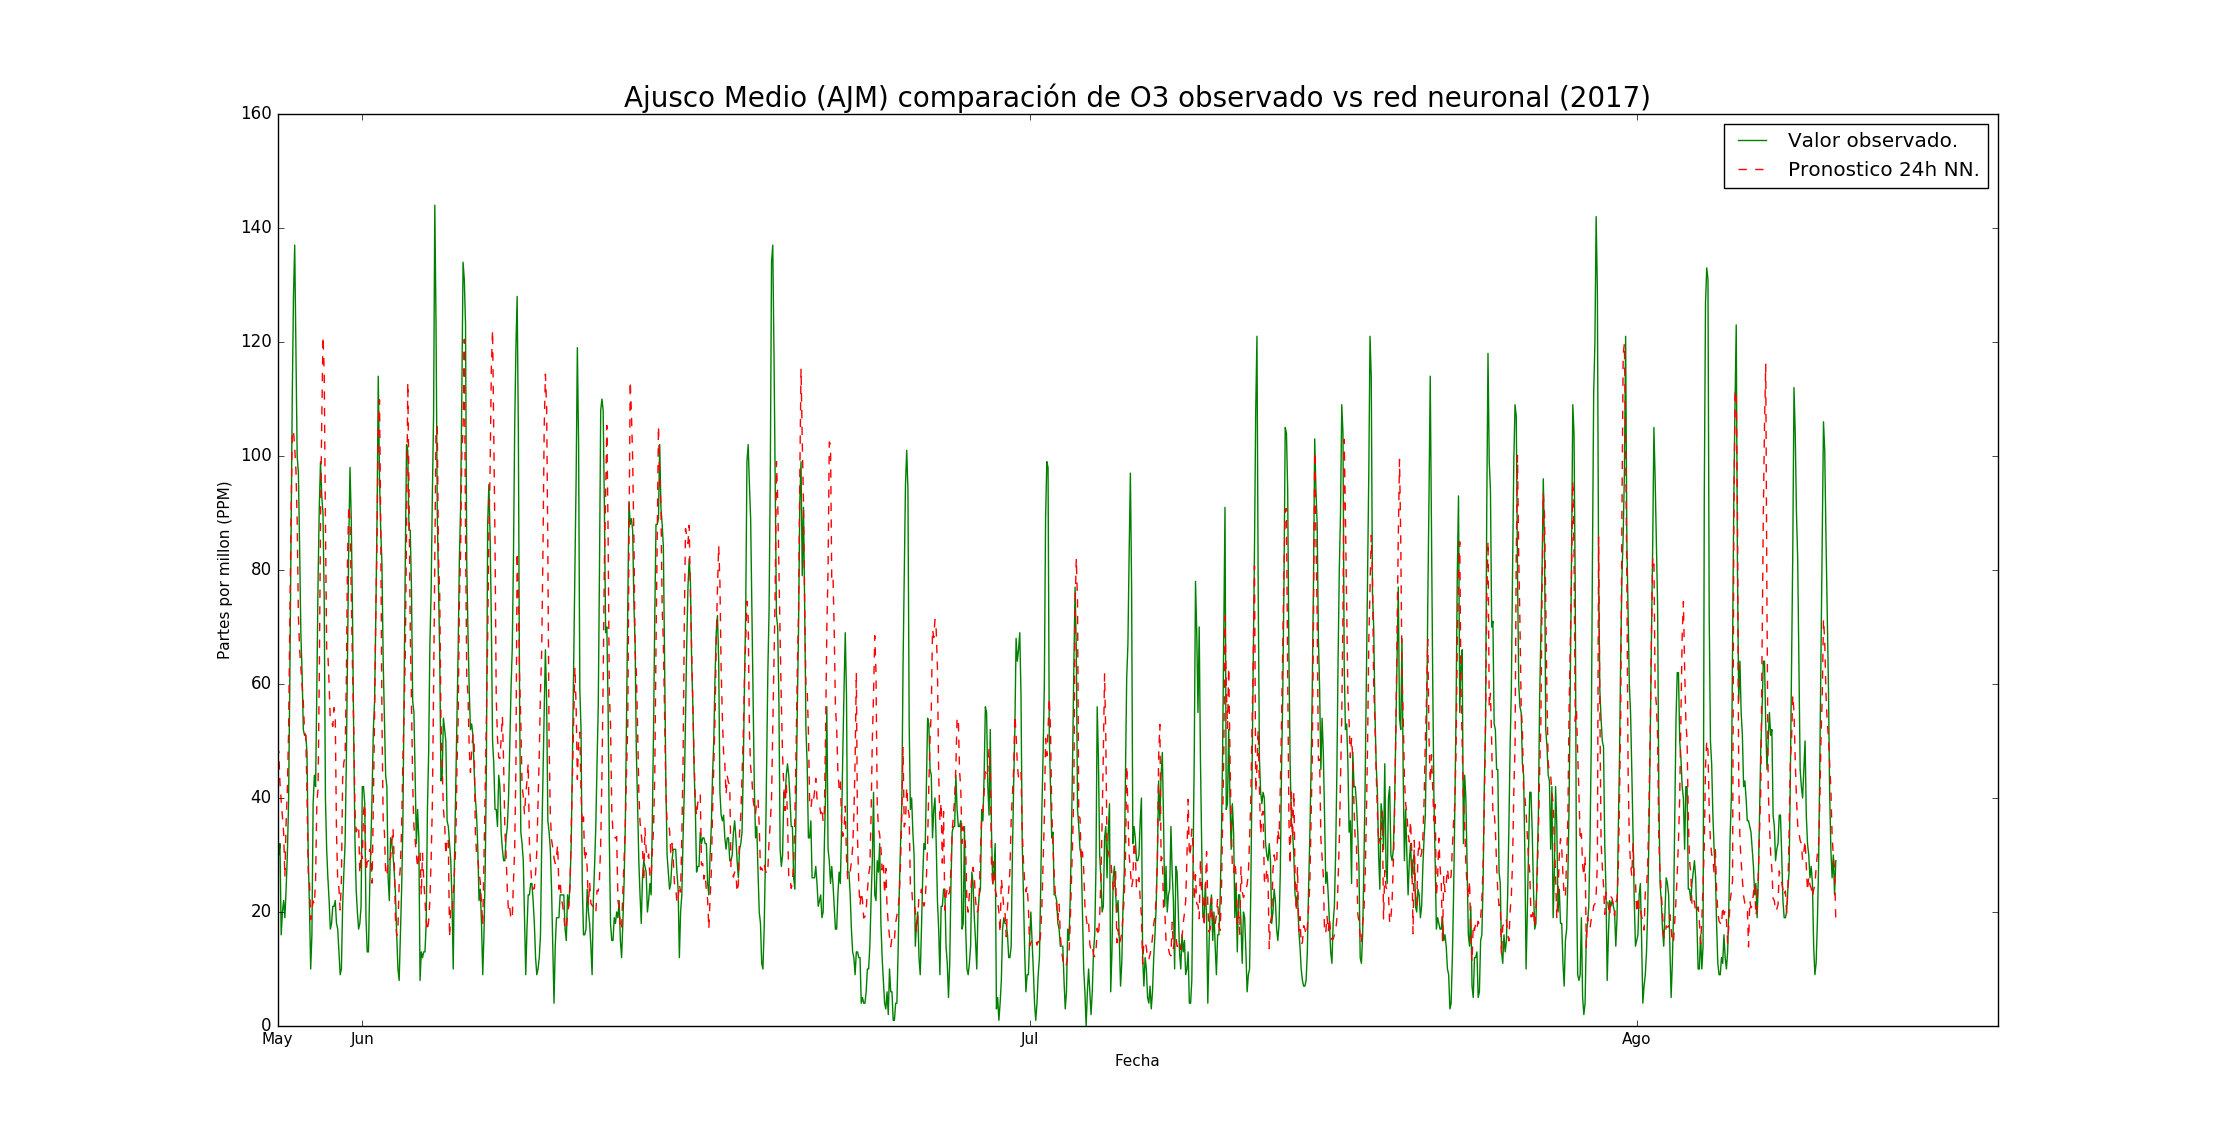 Ajusco Medio (AJM) comparación de O3 observado vs red neuronal (2017)
160
140
120
100
80
60
40
20
0
Partes por millon (PPM)
Valor observado.
Pronostico 24h NN.
May Jun Jul Ago
Fecha